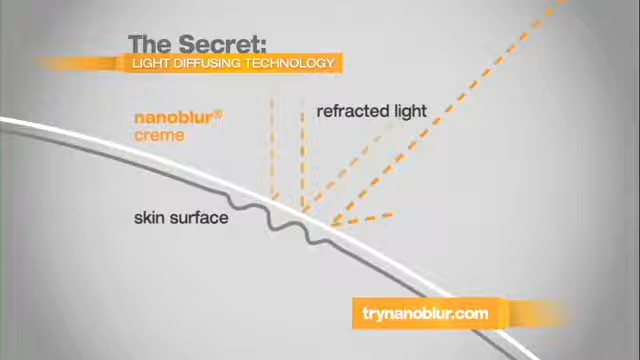 The Secret:
LIGHT DIFFUSING TECHNOLOGY
nanoblur®
creme
refracted light
skin surface
trynanoblur.com